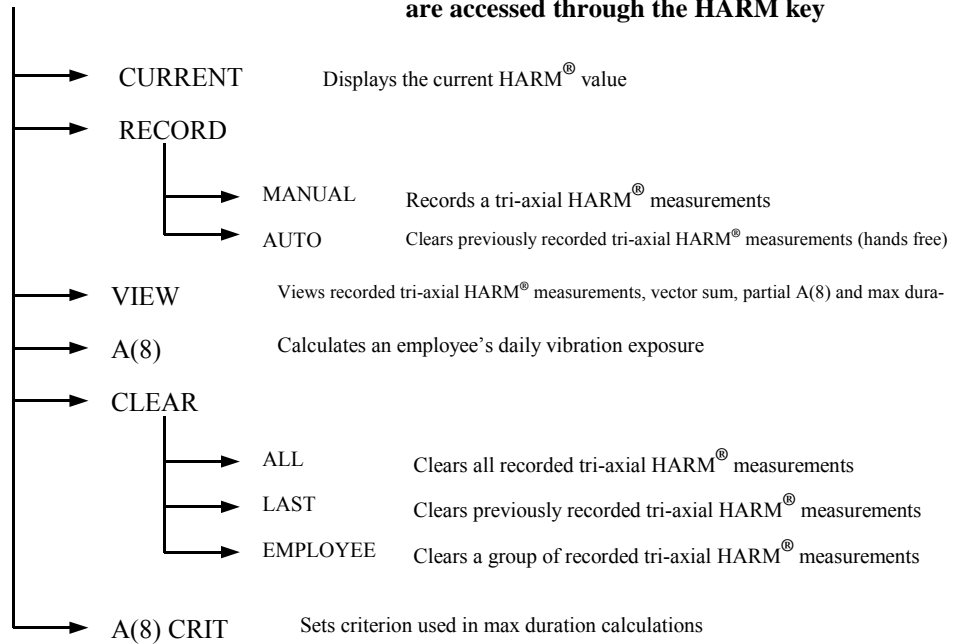 are accessed through the HARM key
CURRENT Displays the current HARM® value
RECORD
MANUAL Records a tri-axial HARM® measurements
AUTO Clears previously recorded tri-axial HARM® measurements (hands free)
VIEW Views recorded tri-axial HARM® measurements, vector sum, partial A(8) and max dura-
A(8) Calculates an employee’s daily vibration exposure
CLEAR
ALL Clears all recorded tri-axial HARM® measurements
LAST Clears previously recorded tri-axial HARM® measurements
EMPLOYEE Clears a group of recorded tri-axial HARM® measurements
A(8) CRIT Sets criterion used in max duration calculations